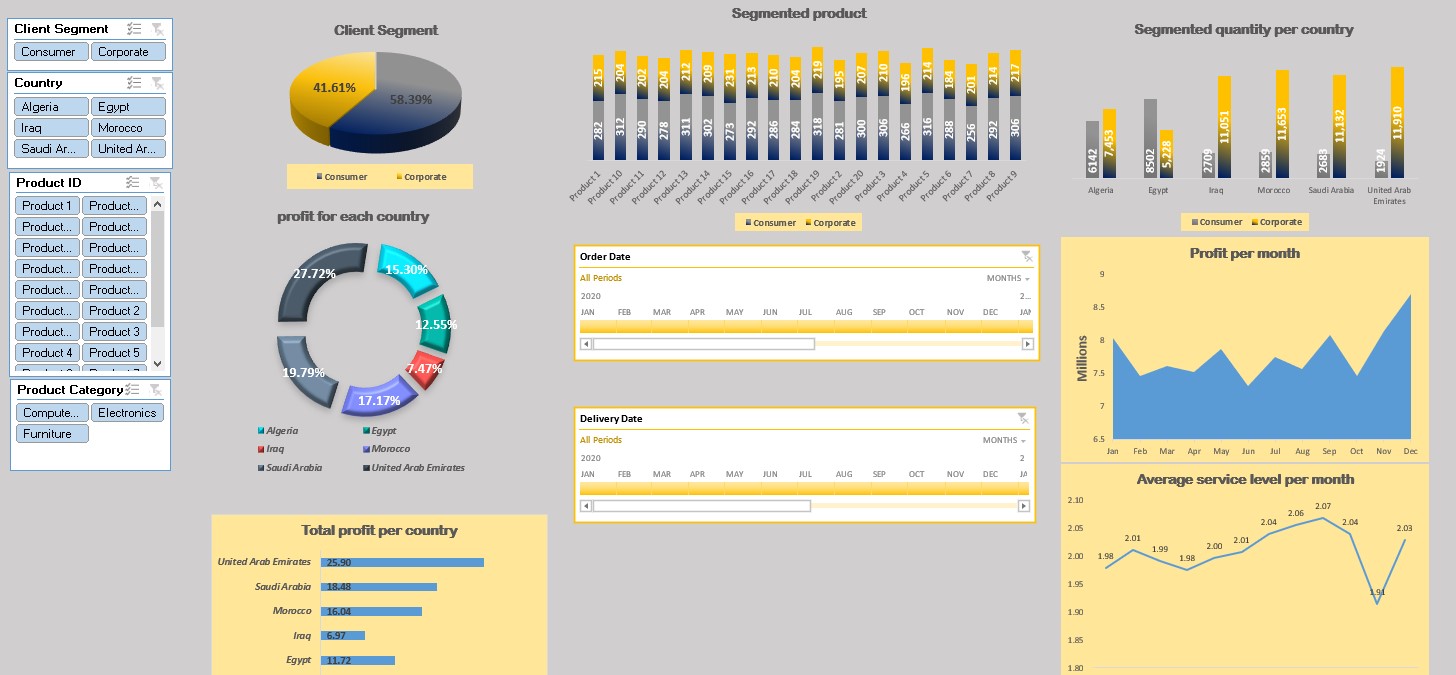 Client Segment
Consumer Corporate
Country
Algeria Egypt
Iraq Morocco
Saudi Ar... United Ar...
Product ID
Product 1 Product...
Product... Product...
Product... Product...
Product... Product...
Product... Product...
Product... Product 2
Product... Product 3
Product 4 Product 5
Product Category
Compute... Electronics
Furniture
Client Segment
41.61%
58.39%
Consumer Corporate
profit for each country
27.72%
15.30%
12.55%
7.47%
17.17%
19.79%
Algeria Egypt
Iraq Morocco
Saudi Arabia United Arab Emirates
Total profit per country
United Arab Emirates 25.90
Saudi Arabia 18.48
Morocco 16.04
Iraq 6.97
Egypt 11.72
Segmented product
215 204 202 204 212 209 231 213 210 204 219 195 207 210 196 214 184 201 214 217
282 312 290 278 311 302 273 292 286 284 318 281 300 306 266 316 288 256 292 306
Product 1 Product 10 Product 11 Product 12 Product 13 Product 14 Product 15 Product 16 Product 17 Product 18 Product 19 Product 2 Product 20 Product 3 Product 4 Product 5 Product 6 Product 7 Product 8 Product 9
Consumer Corporate
Order Date
All Periods MONTHS
2020 2...
JAN FEB MAR APR MAY JUN JUL AUG SEP OCT NOV DEC JAN
Delivery Date
All Periods MONTHS
2020 2
JAN FEB MAR APR MAY JUN JUL AUG SEP OCT NOV DEC JA
Segmented quantity per country
6142 7,453 8502 5,228 2709 11,051 2859 11,653 2683 11,132 1924 11,910
Algeria Egypt Iraq Morocco Saudi Arabia United Arab
Emirates
Consumer Corporate
Profit per month
Millions
9
8.5
8
7.5
7
6.5
Jan Feb Mar Apr May Jun Jul Aug Sep Oct Nov Dec
Average service level per month
2.10
2.05
2.00
1.95
1.90
1.85
1.80
1.98 2.01 1.99 1.98 2.00 2.01 2.04 2.06 2.07 2.04 1.91 2.03